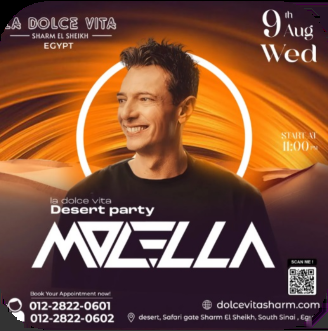 LA DOLCE VITA
SHARM EL SHEIKH
EGYPT
9th
Aug
Wed
START AT
11:00 PM
la dolce vita
Desert party
MOLELLA
SCAN ME !
Book Your Appointment now!
012-2822-0601
012-2822-0602
dolcevitasharm.com
desert, Safari gate Sharm El Sheikh, South Sinai , Eg